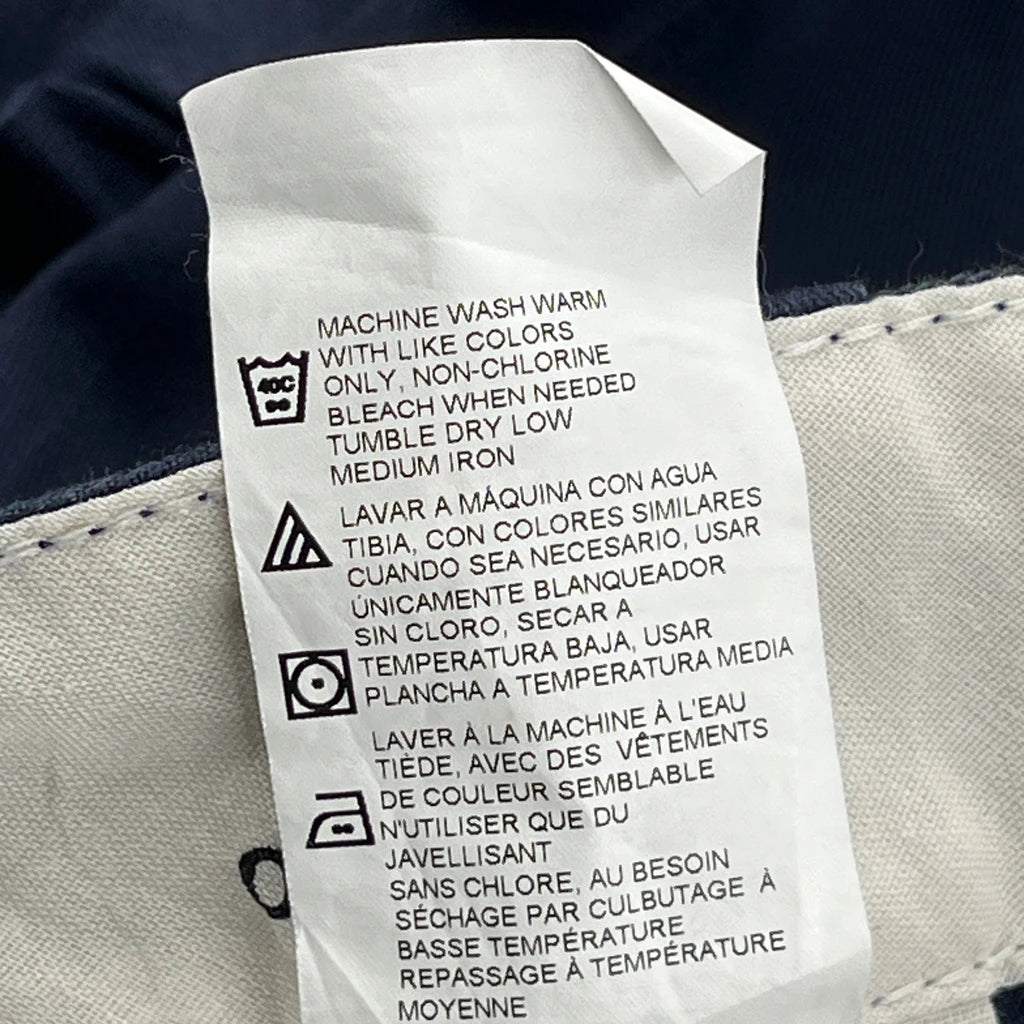 MACHINE WASH WARM
WITH LIKE COLORS
ONLY, NON-CHLORINE
BLEACH WHEN NEEDED
TUMBLE DRY LOW
MEDIUM IRON
40C
LAVAR A MÁQUINA CON AGUA
TIBIA, CON COLORES SIMILARES
CUANDO SEA NECESARIO, USAR
ÚNICAMENTE BLANQUEADOR
SIN CLORO, SECAR A
TEMPERATURA BAJA, USAR
PLANCHA A TEMPERATURA MEDIA
LAVER À LA MACHINE À L'EAU
TIÈDE, AVEC DES VÊTEMENTS
DE COULEUR SEMBLABLE
N'UTILISER QUE DU
JAVELLISANT
SANS CHLORE, AU BESOIN
SÉCHAGE PAR CULBUTAGE À
BASSE TEMPÉRATURE
REPASSAGE À TEMPÉRATURE
MOYENNE